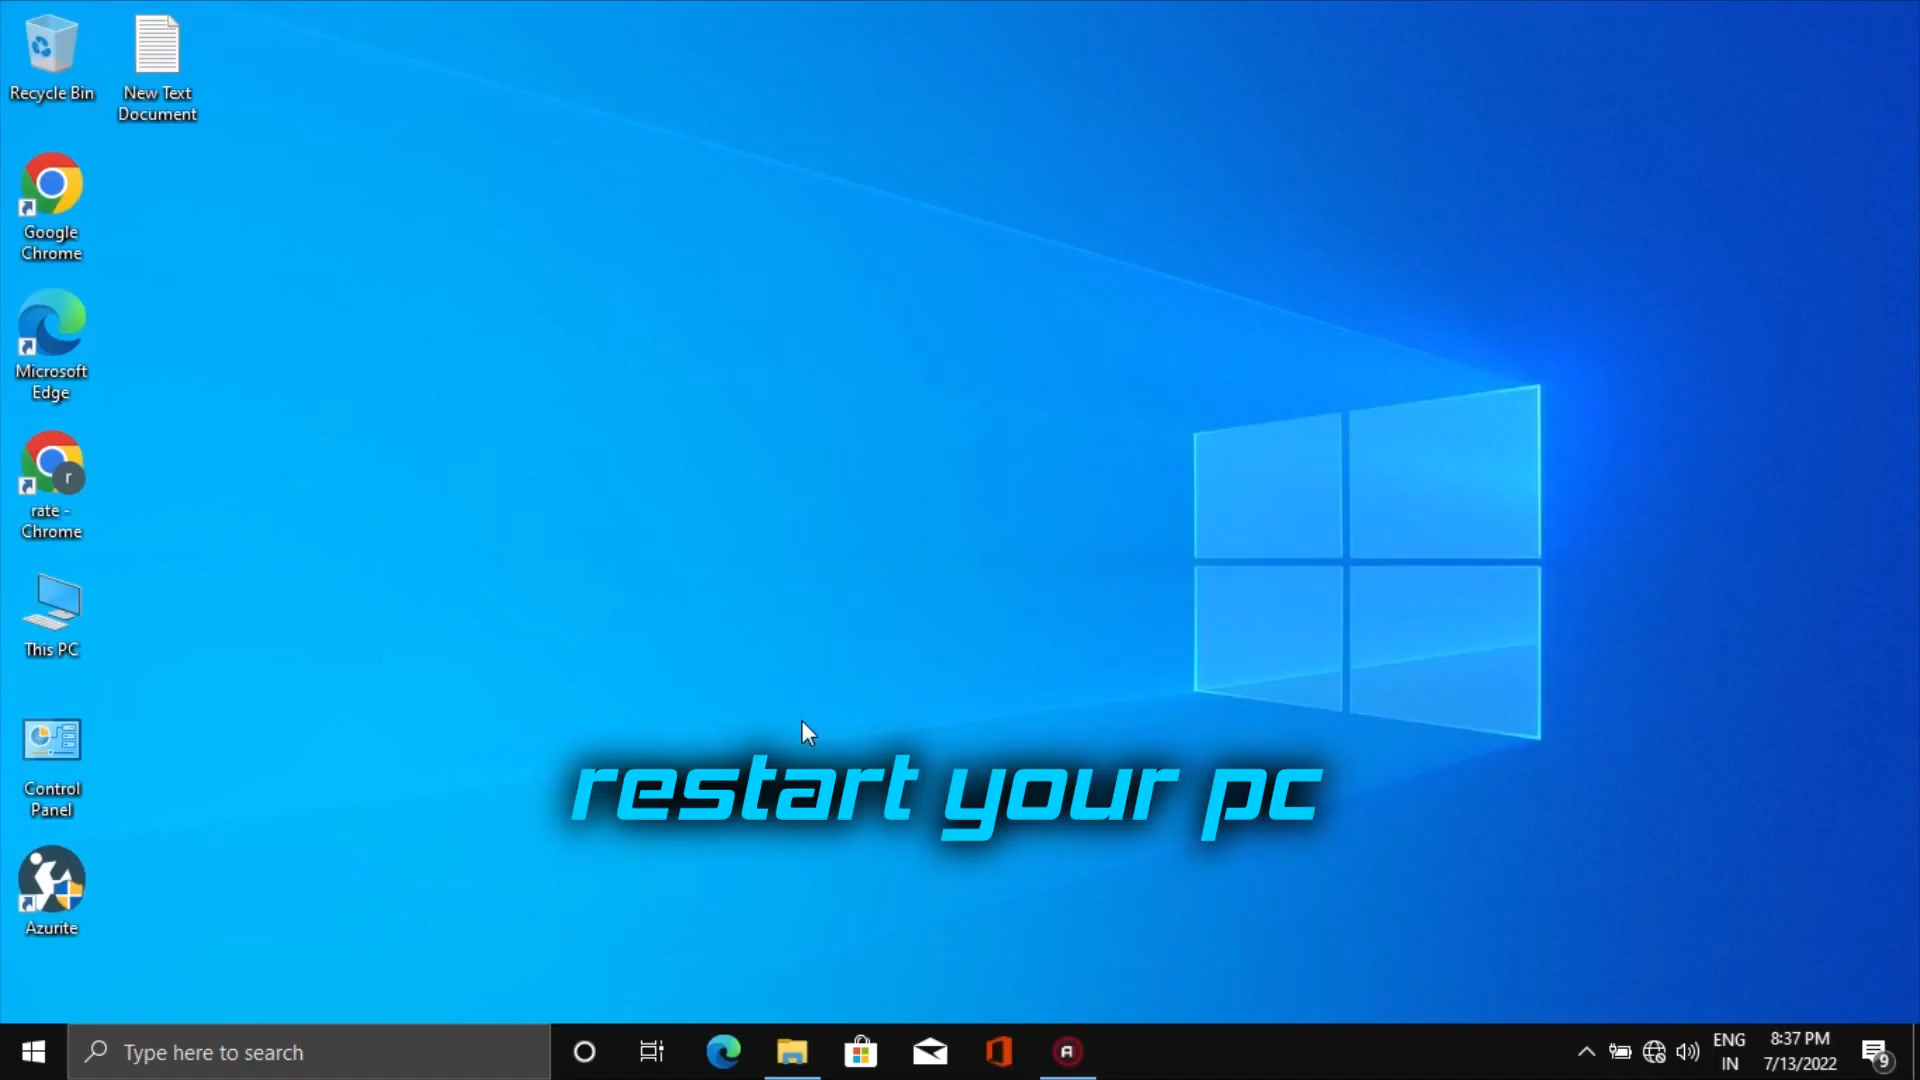 Recycle Bin
New Text
Document
Google
Chrome
Microsoft
Edge
r
rate -
Chrome
This PC
Control
Panel
Azurite
restart your pc
Type here to search
A
ENG
IN
8:37 PM
7/13/2022
9